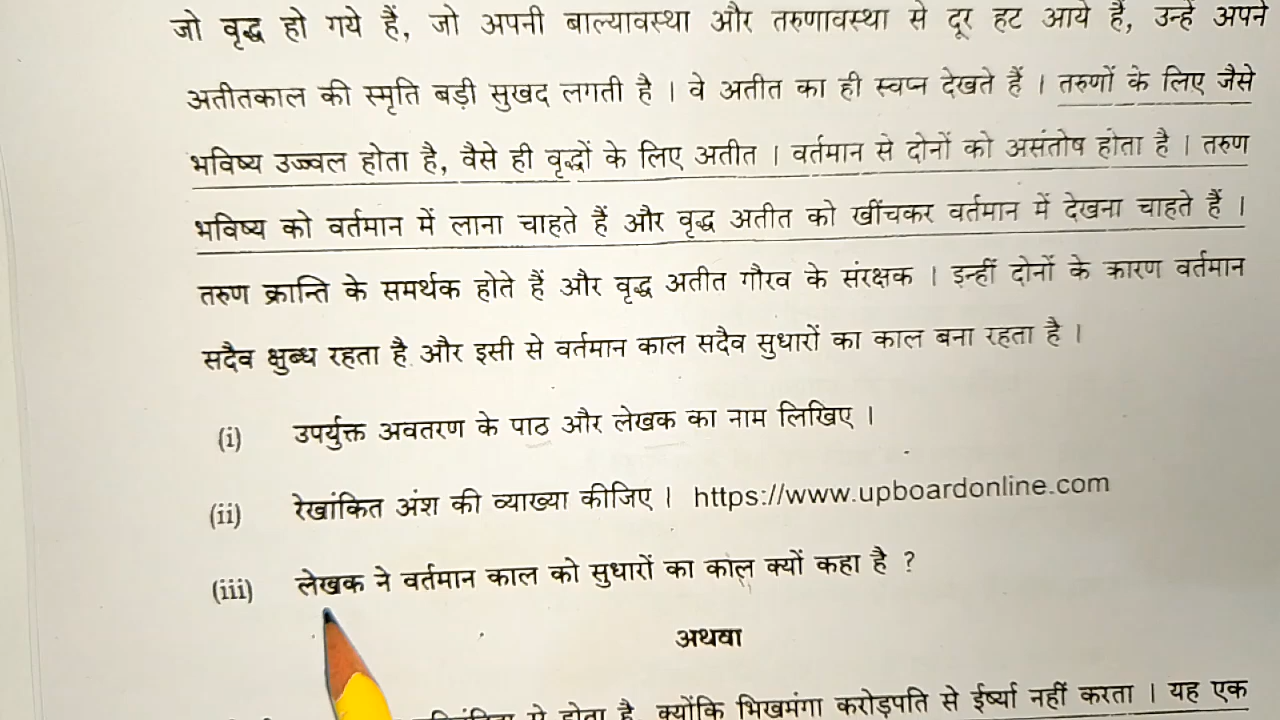 जो वृद्ध हो गये हैं, जो अपनी बाल्यावस्था और तरुणावस्था से दूर हट आये हैं, उन्हें अपने
अतीतकाल की स्मृति बड़ी सुखद लगती है । वे अतीत का ही स्वप्न देखते हैं । तरुणों के लिए जैसे
भविष्य उज्ज्वल होता है, वैसे ही वृद्धों के लिए अतीत । वर्तमान से दोनों को असंतोष होता है । तरुण
भविष्य को वर्तमान में लाना चाहते हैं और वृद्ध अतीत को खींचकर वर्तमान में देखना चाहते हैं ।
तरुण क्रान्ति के समर्थक होते हैं और वृद्ध अतीत गौरव के संरक्षक । इन्हीं दोनों के कारण वर्तमान
सदैव क्षुब्ध रहता है और इसी से वर्तमान काल सदैव सुधारों का काल बना रहता है ।
(i) उपर्युक्त अवतरण के पाठ और लेखक का नाम लिखिए ।
(ii) रेखांकित अंश की व्याख्या कीजिए । https://www.upboardonline.com
(iii) लेखक ने वर्तमान काल को सुधारों का काल क्यों कहा है ?
अथवा
से होता है, क्योंकि भिखमंगा करोड़पति से ईर्ष्या नहीं करता । यह एक